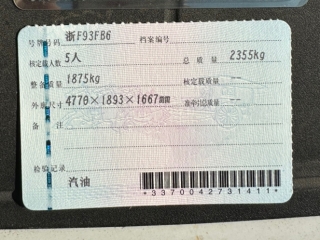 号牌号码 浙F93FB6 档案编号
核定载人数 5人 总质量 2355kg
整备质量 1875kg 核定载质量 --
外廓尺寸 4770×1893×1667mm 准牵引总质量 --
备注
检验记录
汽油
*3370042731411*